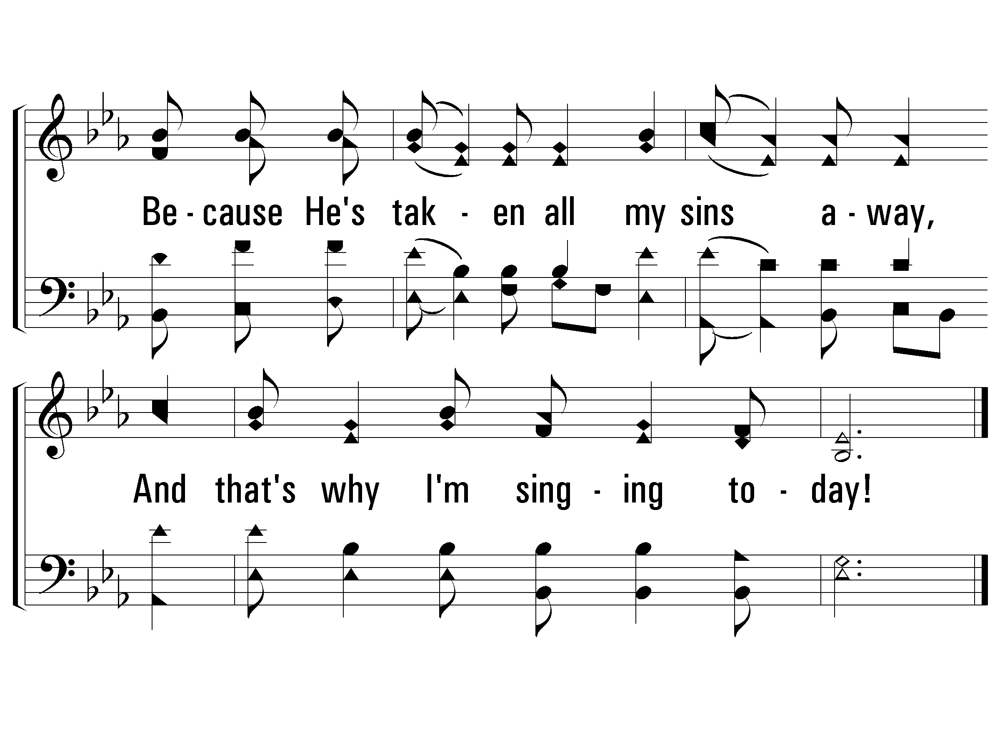 Be - cause He's tak - en all my sins a - way,
And that's why I'm sing - ing to - day!